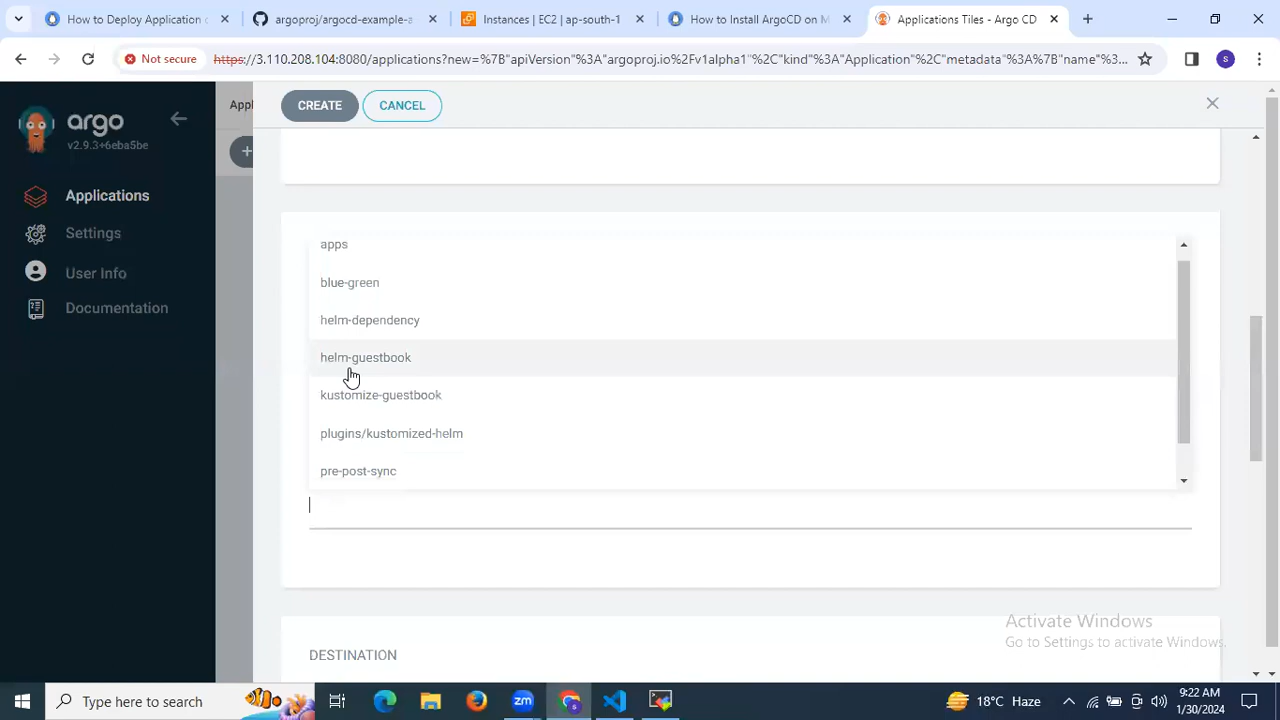 How to Deploy Application
argoproj/argocd-example-a
Instances | EC2 | ap-south-1
How to Install ArgoCD on M
Applications Tiles - Argo CD
Not secure
https://3.110.208.104:8080/applications?new=%7B"apiVersion"%3A"argoproj.io%2Fv1alpha1"%2C"kind"%3A"Application"%2C"metadata"%3A%7B"name"%3...
s
argo
v2.9.3+6eba5be
Applications
Settings
User Info
Documentation
Appl
+
CREATE
CANCEL
apps
blue-green
helm-dependency
helm-guestbook
kustomize-guestbook
plugins/kustomized-helm
pre-post-sync
DESTINATION
Activate Windows
Go to Settings to activate Windows.
Type here to search
zm
18°C Haze
9:22 AM
1/30/2024